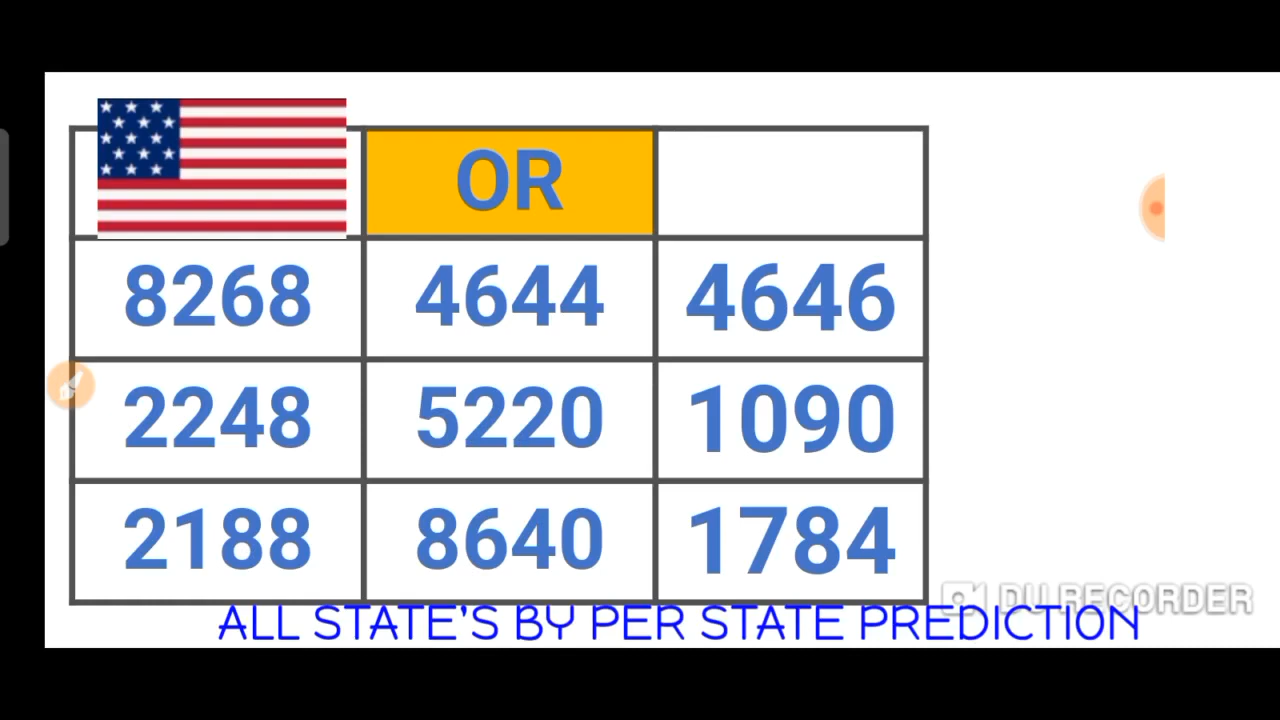 OR
8268 4644 4646
2248 5220 1090
2188 8640 1784
DU RECORDER
ALL STATE'S BY PER STATE PREDICTION